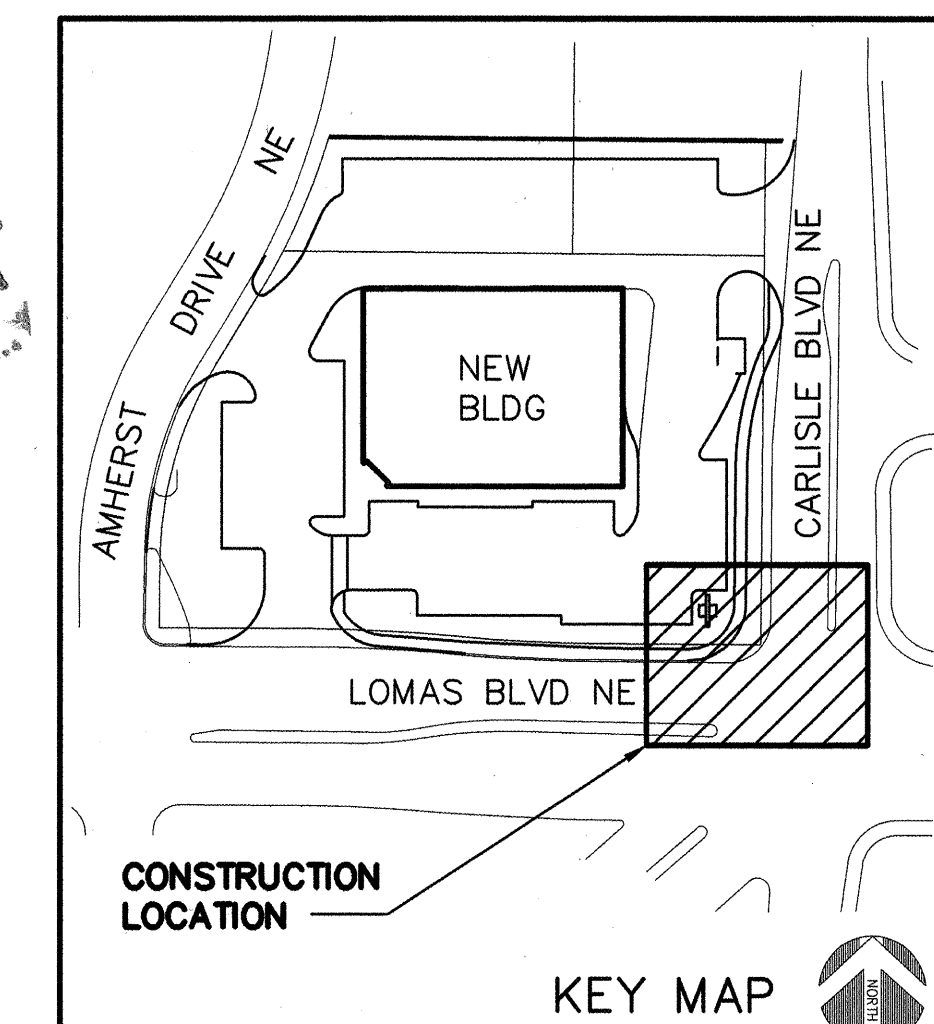 AMHERST DRIVE NE
CARLISLE BLVD NE
NEW
BLDG
LOMAS BLVD NE
CONSTRUCTION
LOCATION
KEY MAP
NORTH